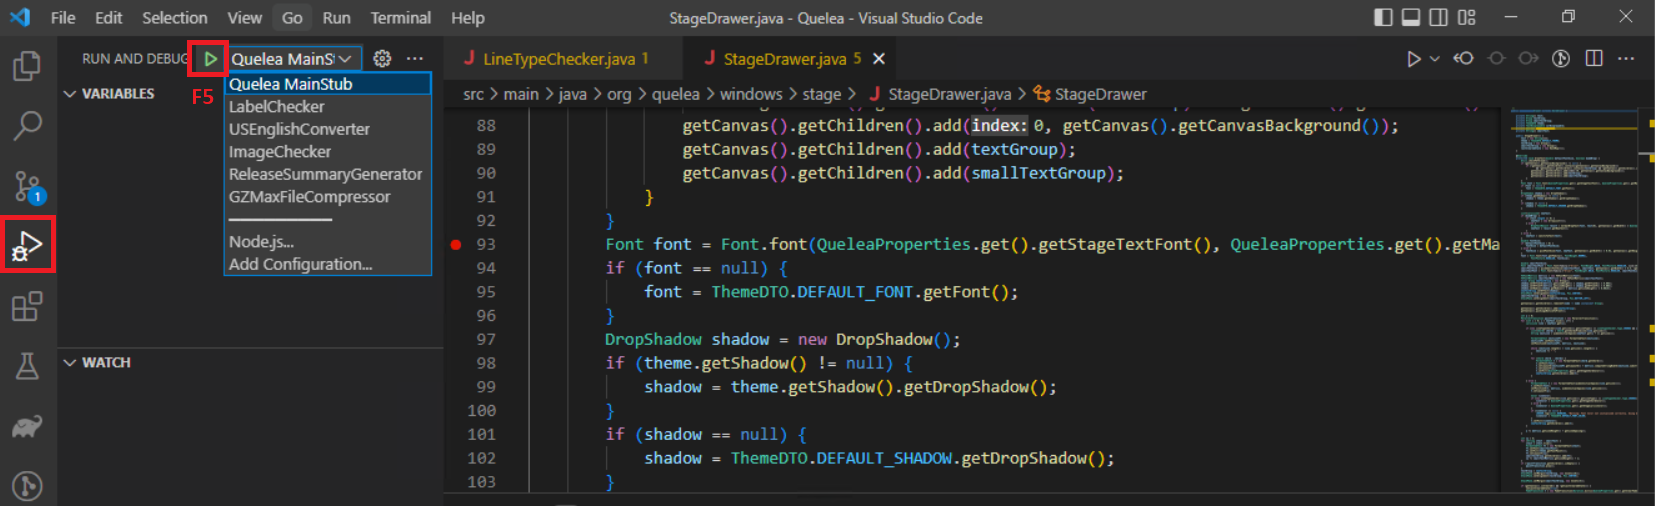 File Edit Selection View Go Run Terminal Help StageDrawer.java - Quelea - Visual Studio Code
RUN AND DEBUG Quelea MainSt
F5
VARIABLES
Quelea MainStub
LabelChecker
USEnglishConverter
ImageChecker
ReleaseSummaryGenerator
GZMaxFileCompressor
Node.js...
Add Configuration...
WATCH
1
LineTypeChecker.java 1 StageDrawer.java 5
src > main > java > org > quelea > windows > stage > StageDrawer.java > StageDrawer
88 getCanvas().getChildren().add(index: 0, getCanvas().getCanvasBackground());
89 getCanvas().getChildren().add(textGroup);
90 getCanvas().getChildren().add(smallTextGroup);
91 }
92 }
93 Font font = Font.font(QueleaProperties.get().getStageTextFont(), QueleaProperties.get().getMa
94 if (font == null) {
95 font = ThemeDTO.DEFAULT_FONT.getFont();
96 }
97 DropShadow shadow = new DropShadow();
98 if (theme.getShadow() != null) {
99 shadow = theme.getShadow().getDropShadow();
100 }
101 if (shadow == null) {
102 shadow = ThemeDTO.DEFAULT_SHADOW.getDropShadow();
103 }